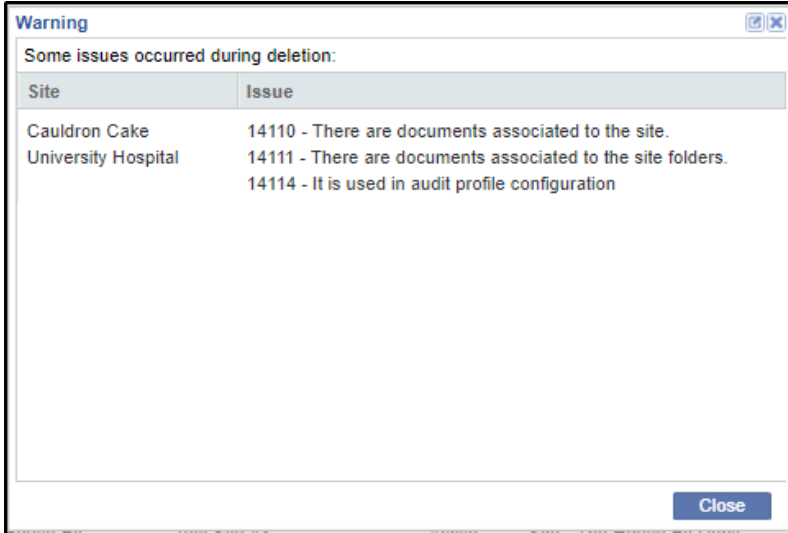 Warning
Some issues occurred during deletion:
Site Issue
Cauldron Cake 14110 - There are documents associated to the site.
University Hospital 14111 - There are documents associated to the site folders.
14114 - It is used in audit profile configuration
Close